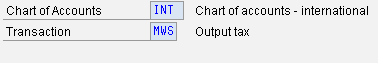 Chart of Accounts INT Chart of accounts - international
Transaction MWS Output tax